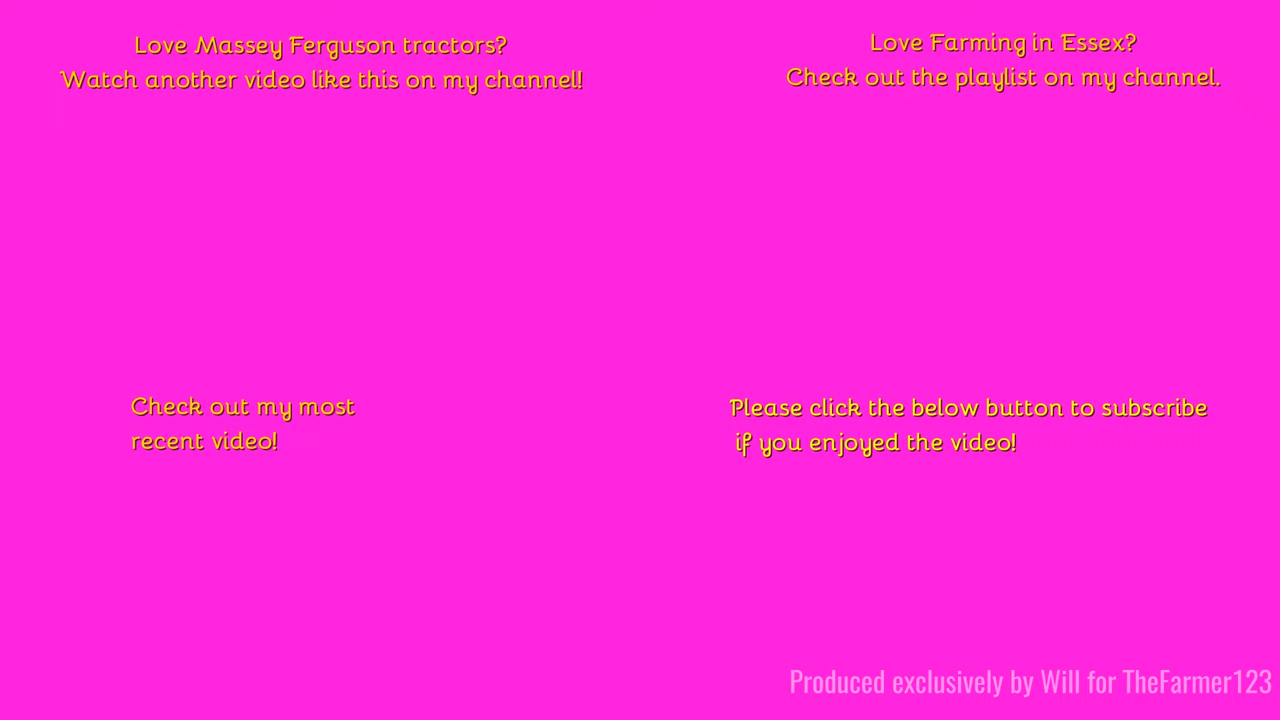 Love Massey Ferguson tractors?
Watch another video like this on my channel!
Love Farming in Essex?
Check out the playlist on my channel.
Check out my most
recent video!
Please click the below button to subscribe
if you enjoyed the video!
Produced exclusively by Will for TheFarmer123